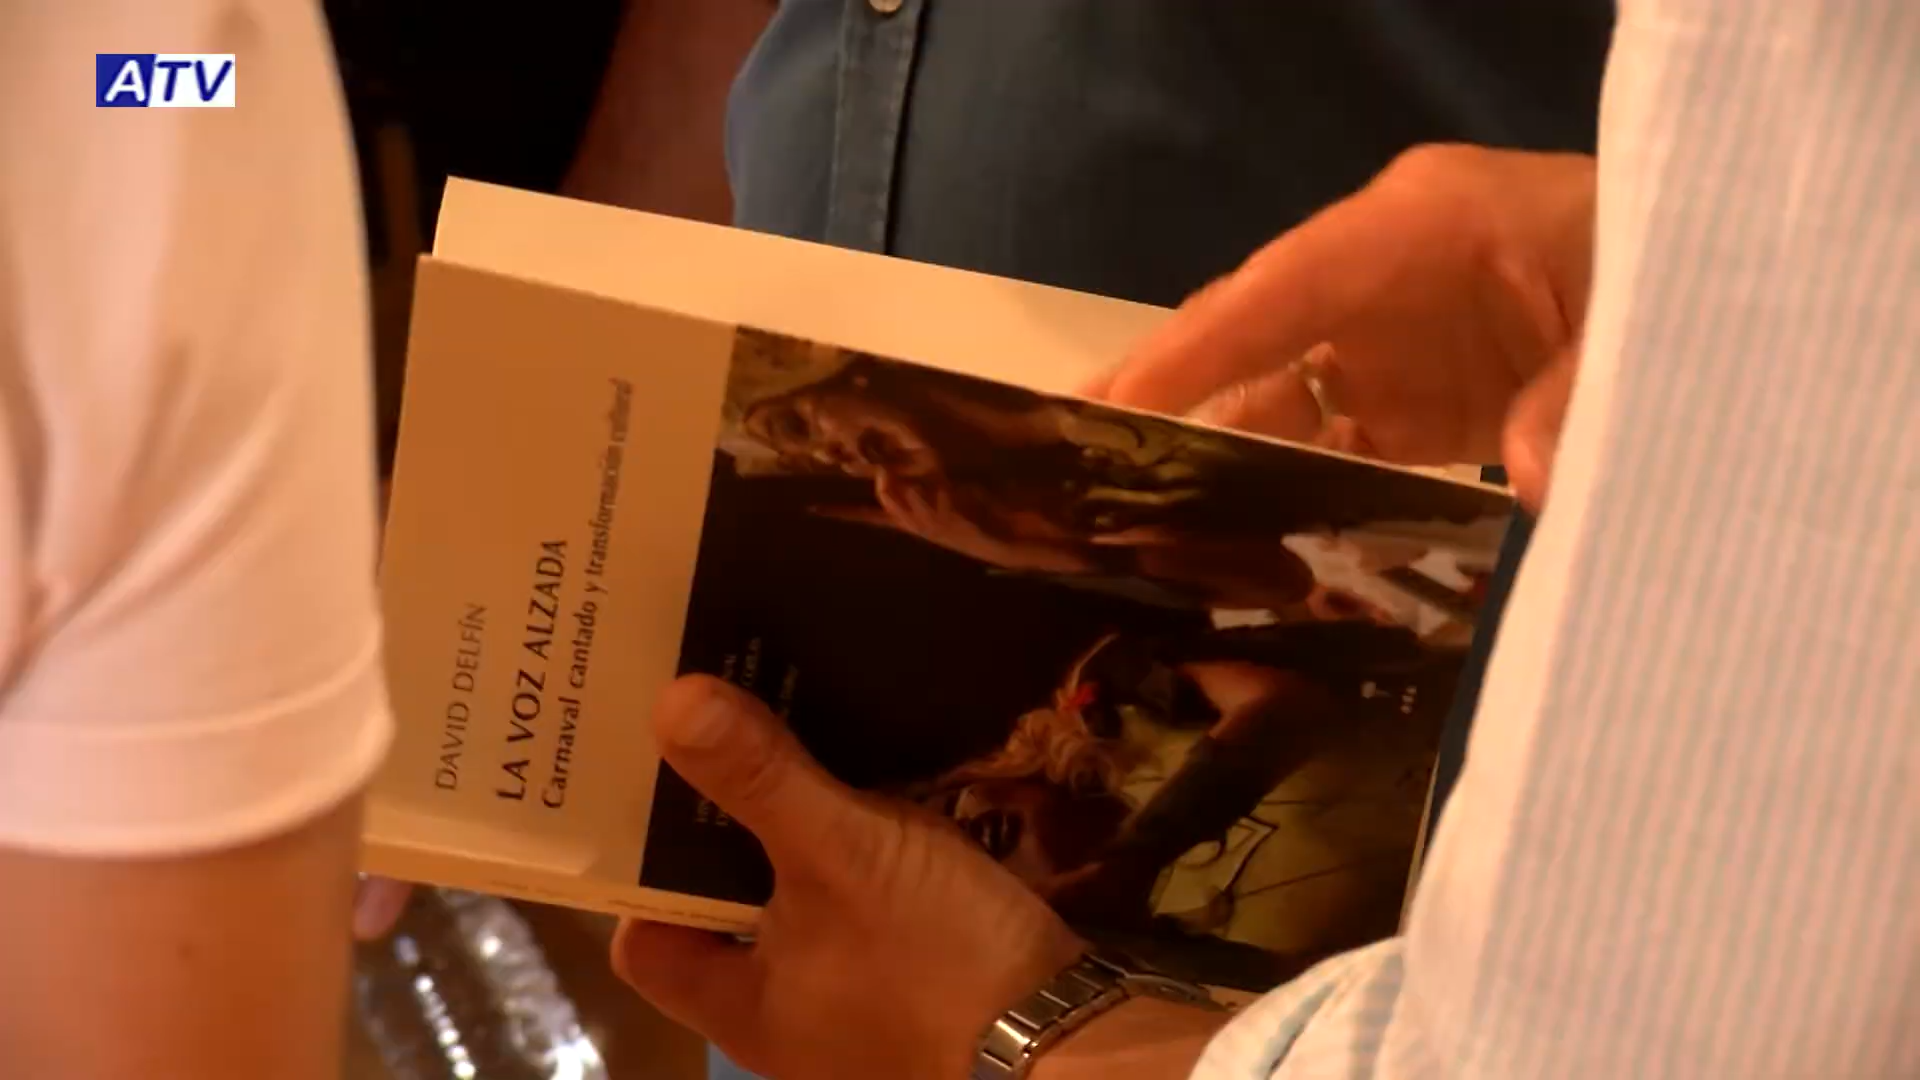 ATV
DAVID DELFÍN
LA VOZ ALZADA
Carnaval cantado y transformación cultural